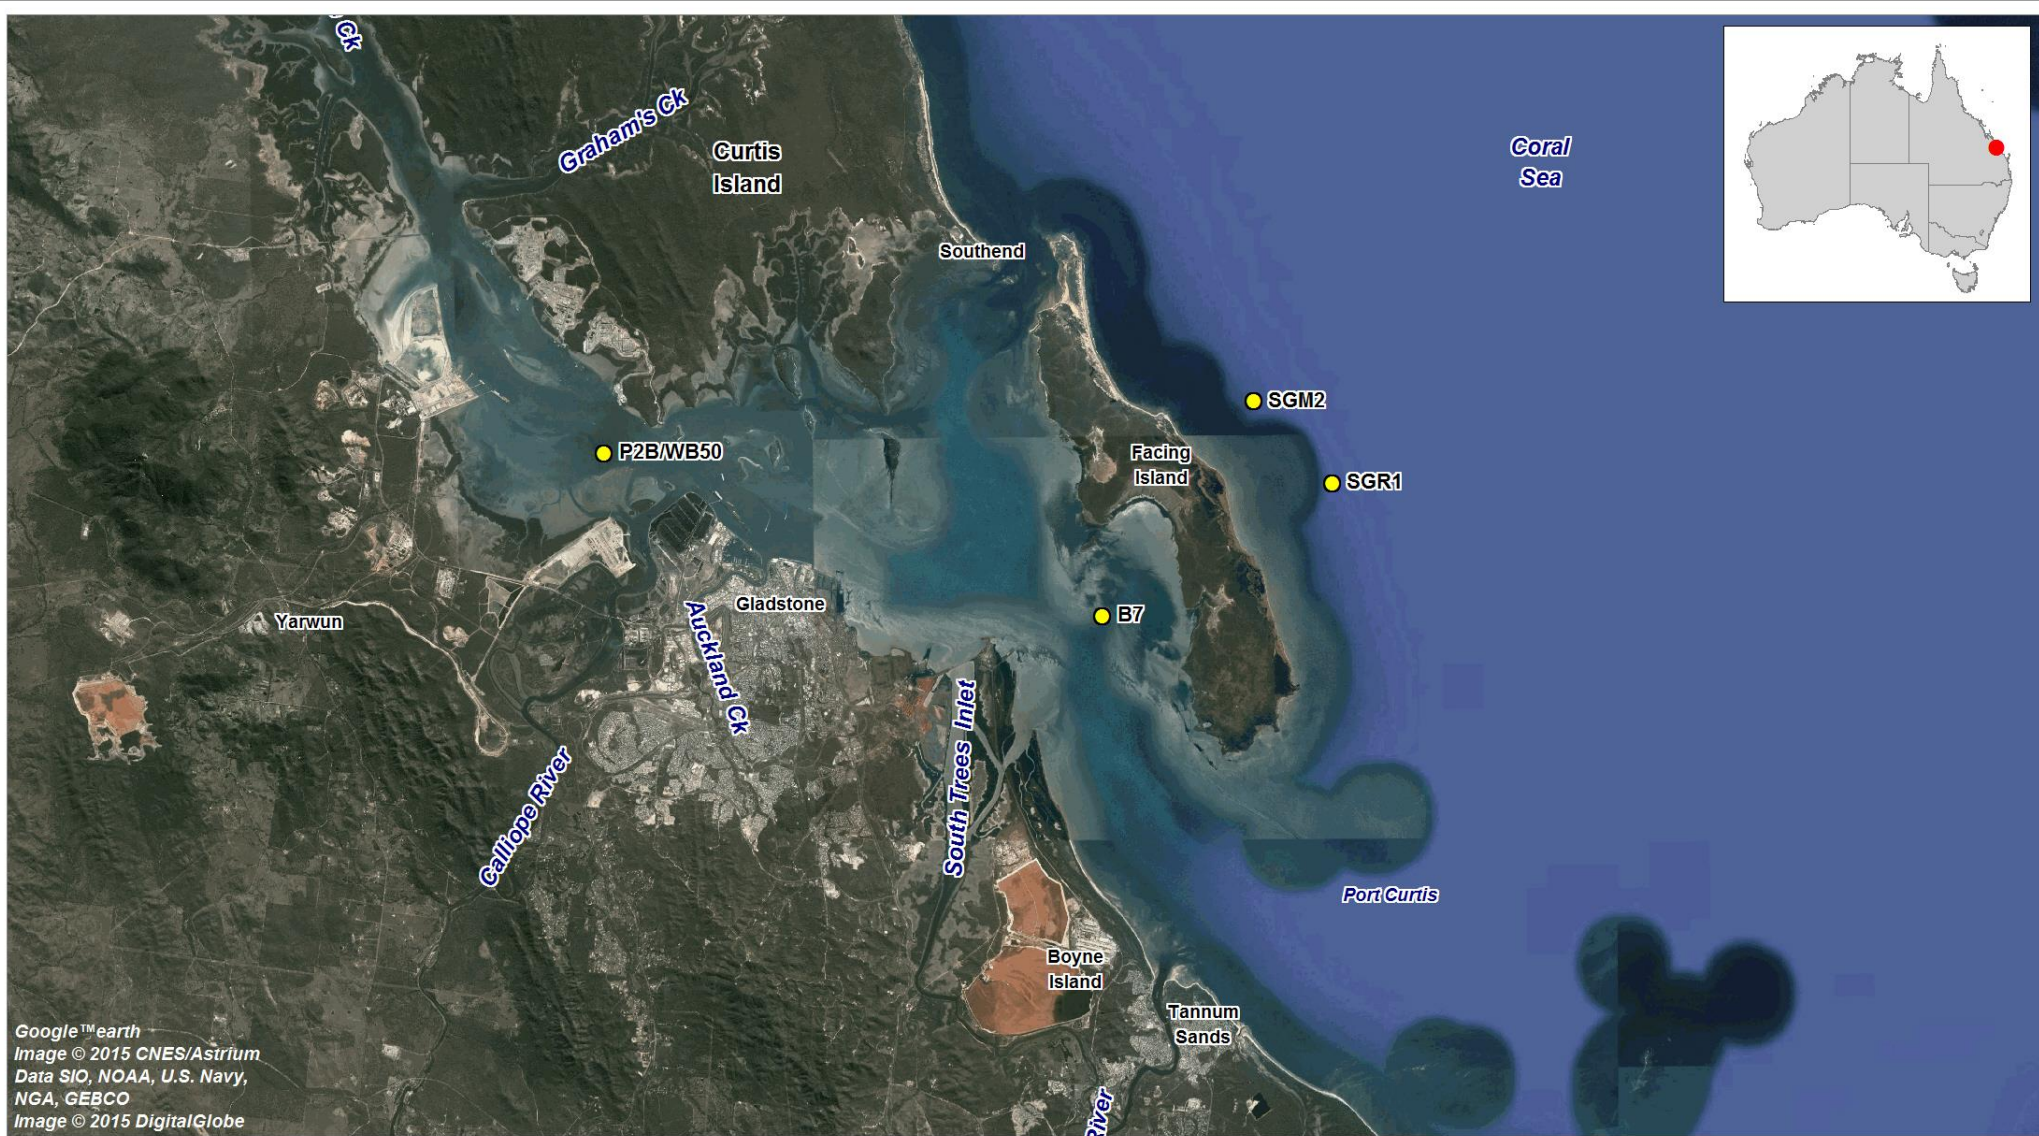 Ck
Graham's Ck
Curtis
Island
Coral
Sea
Southend
SGM2
P2B/WB50
Facing
Island
SGR1
Gladstone
B7
Yarwun
Auckland Ck
South Trees Inlet
Calliope River
Port Curtis
Boyne
Island
Tannum
Sands
River
Google™earth
Image © 2015 CNES/Astrium
Data SIO, NOAA, U.S. Navy,
NGA, GEBCO
Image © 2015 DigitalGlobe